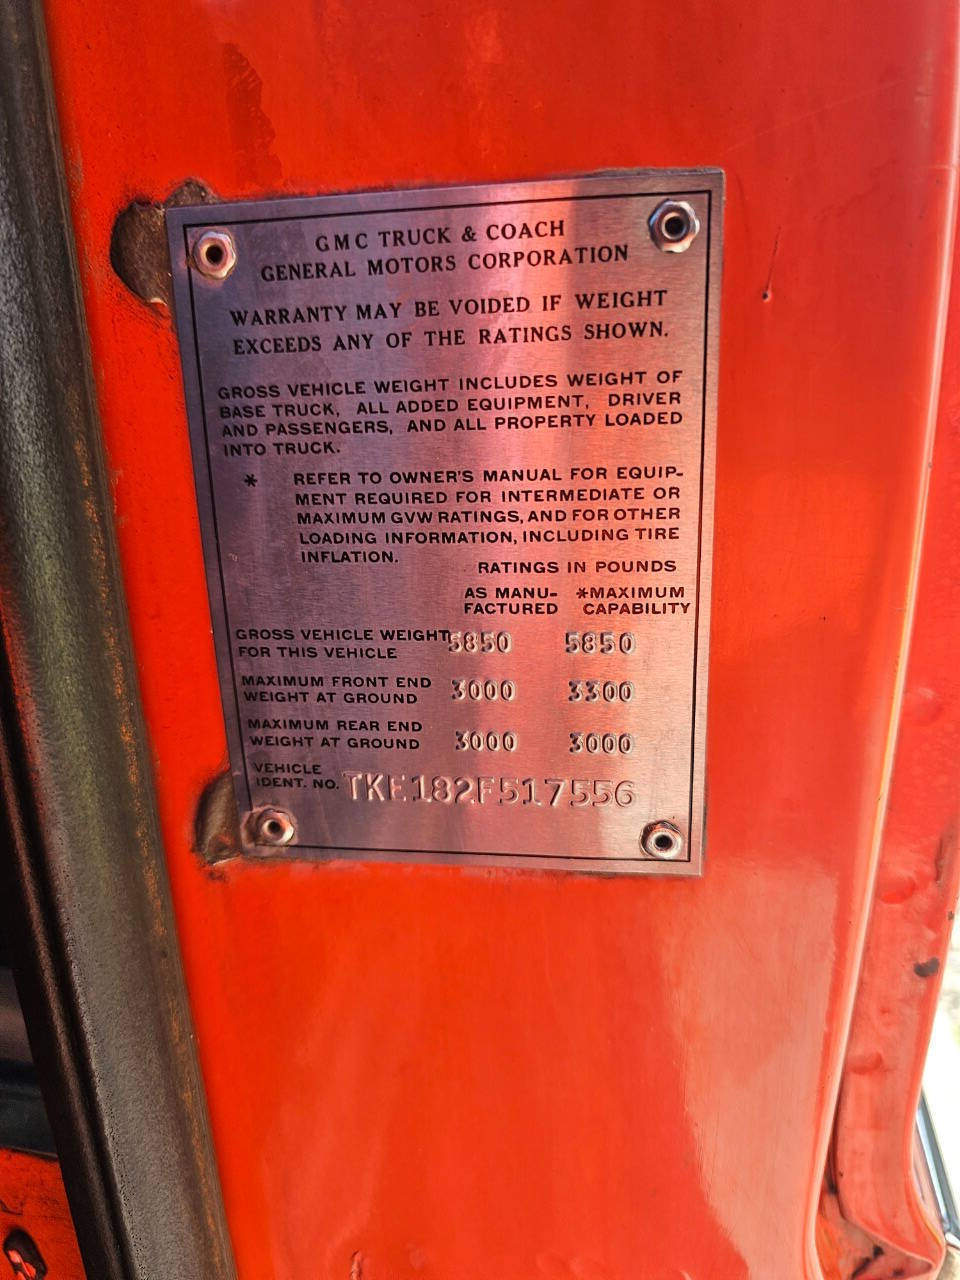 GMC TRUCK & COACH
GENERAL MOTORS CORPORATION
WARRANTY MAY BE VOIDED IF WEIGHT
EXCEEDS ANY OF THE RATINGS SHOWN.
GROSS VEHICLE WEIGHT INCLUDES WEIGHT OF
BASE TRUCK, ALL ADDED EQUIPMENT, DRIVER
AND PASSENGERS, AND ALL PROPERTY LOADED
INTO TRUCK.
* REFER TO OWNER'S MANUAL FOR EQUIP-
MENT REQUIRED FOR INTERMEDIATE OR
MAXIMUM GVW RATINGS, AND FOR OTHER
LOADING INFORMATION, INCLUDING TIRE
INFLATION.
RATINGS IN POUNDS
AS MANU- *MAXIMUM
FACTURED CAPABILITY
GROSS VEHICLE WEIGHT 5850 5850
FOR THIS VEHICLE
MAXIMUM FRONT END 3000 3300
WEIGHT AT GROUND
MAXIMUM REAR END 3000 3000
WEIGHT AT GROUND
VEHICLE
IDENT. NO. TKE182F517556